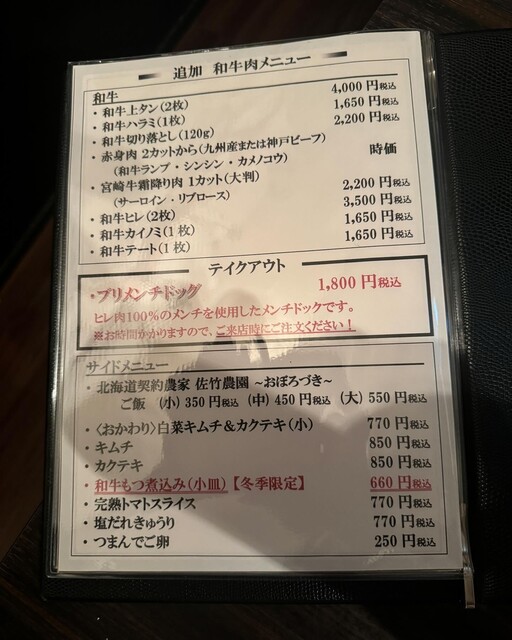 追加 和牛肉メニュー
和牛
・和牛上タン(2枚) 4,000円税込
・和牛ハラミ(1枚) 1,650円税込
・和牛切り落とし(120g) 2,200円税込
・赤身肉 2カットから(九州産または神戸ビーフ) 時価
(和牛ランプ・シンシン・カメノコウ)
・宮崎牛霜降り肉 1カット(大判) 2,200円税込
(サーロイン・リブロース)
・和牛ヒレ(2枚) 3,500円税込
・和牛カイノミ(1枚) 1,650円税込
・和牛テート(1枚) 1,650円税込
テイクアウト
・ブリメンチドッグ 1,800円税込
ヒレ肉100%のメンチを使用したメンチドックです。
※お時間かかりますので、ご来店時にご注文ください!
サイドメニュー
・北海道契約農家 佐竹農園 ~おぼろづき~
ご飯 (小)350円税込 (中)450円税込 (大)550円税込
・〈おかわり〉白菜キムチ&カクテキ(小) 770円税込
・キムチ 850円税込
・カクテキ 850円税込
・和牛もつ煮込み(小皿)【冬季限定】 660円税込
・完熟トマトスライス 770円税込
・塩だれきゅうり 770円税込
・つまんでご卵 250円税込